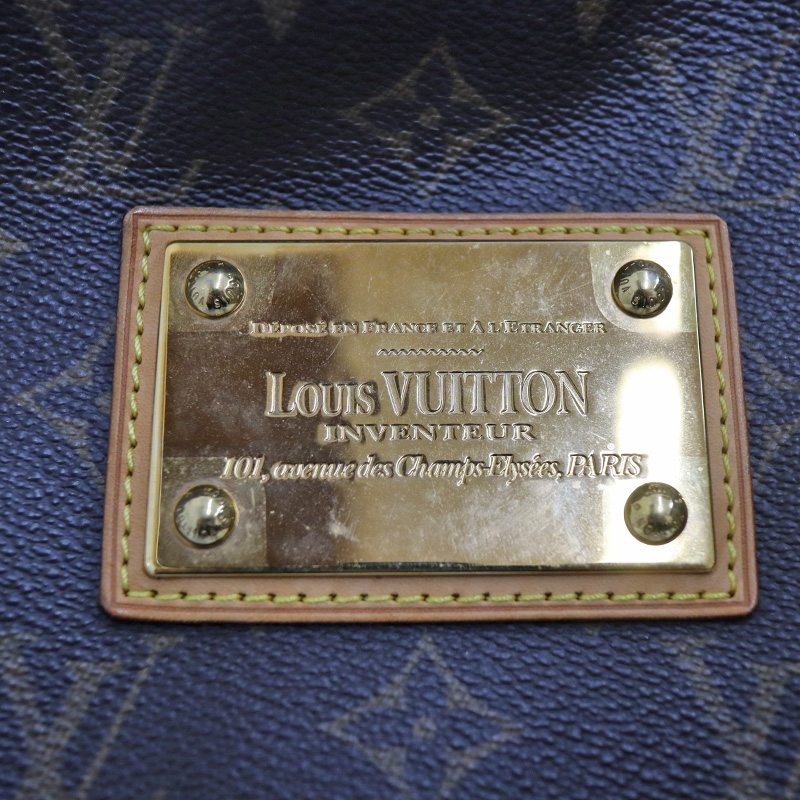 DÉPOSÉ EN FRANCE ET À L'ETRANGER
LOUIS VUITTON
INVENTEUR
101, avenue des Champs-Elysées, PARIS